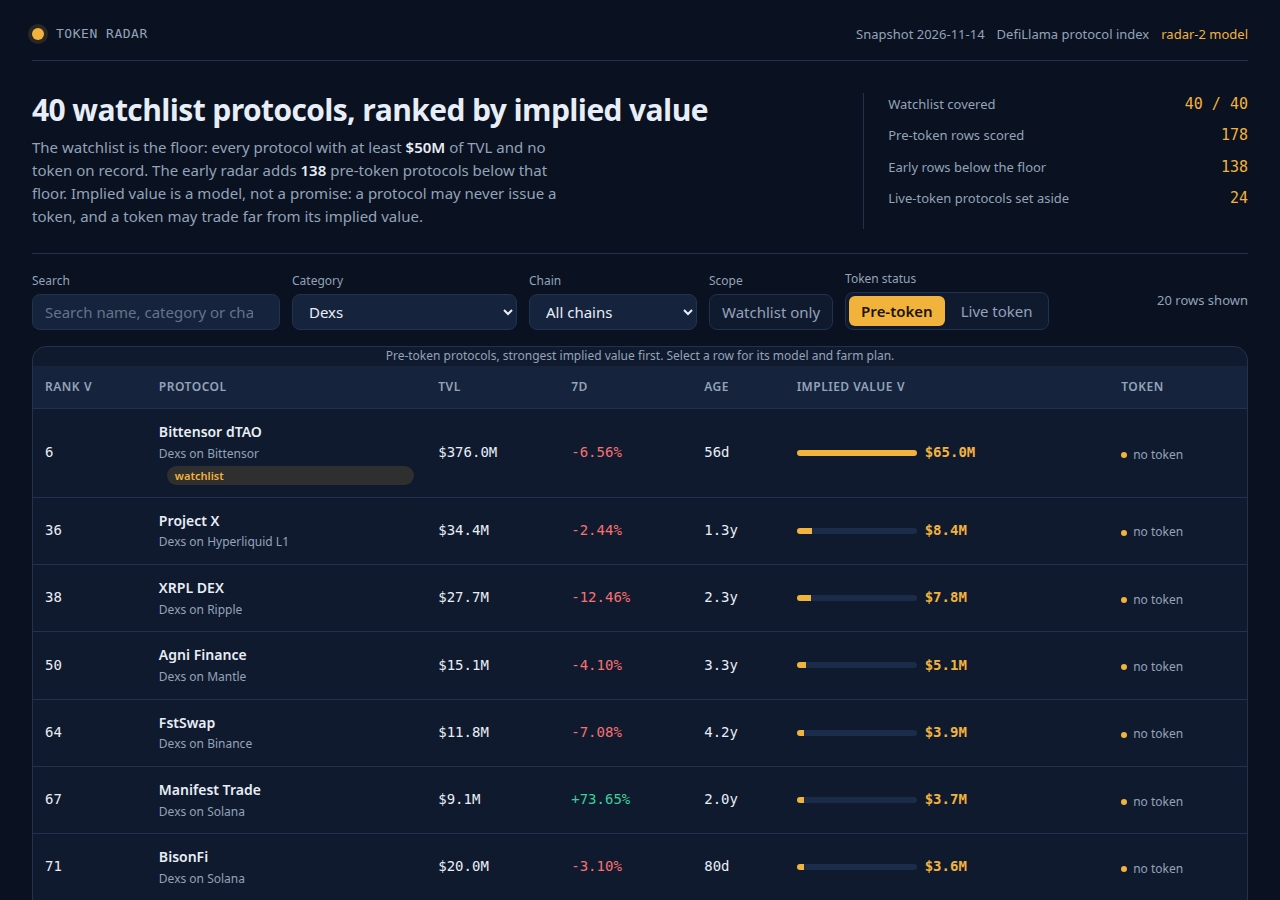 TOKEN RADAR
Snapshot 2026-11-14 DefiLlama protocol index radar-2 model
40 watchlist protocols, ranked by implied value
The watchlist is the floor: every protocol with at least $50M of TVL and no
token on record. The early radar adds 138 pre-token protocols below that
floor. Implied value is a model, not a promise: a protocol may never issue a
token, and a token may trade far from its implied value.
Watchlist covered 40 / 40
Pre-token rows scored 178
Early rows below the floor 138
Live-token protocols set aside 24
Search Category Chain Scope Token status
Search name, category or cha Dexs All chains Watchlist only Pre-token Live token 20 rows shown
Pre-token protocols, strongest implied value first. Select a row for its model and farm plan.
RANK V PROTOCOL TVL 7D AGE IMPLIED VALUE V TOKEN
6 Bittensor dTAO $376.0M -6.56% 56d $65.0M no token
Dexs on Bittensor
watchlist
36 Project X $34.4M -2.44% 1.3y $8.4M no token
Dexs on Hyperliquid L1
38 XRPL DEX $27.7M -12.46% 2.3y $7.8M no token
Dexs on Ripple
50 Agni Finance $15.1M -4.10% 3.3y $5.1M no token
Dexs on Mantle
64 FstSwap $11.8M -7.08% 4.2y $3.9M no token
Dexs on Binance
67 Manifest Trade $9.1M +73.65% 2.0y $3.7M no token
Dexs on Solana
71 BisonFi $20.0M -3.10% 80d $3.6M no token
Dexs on Solana